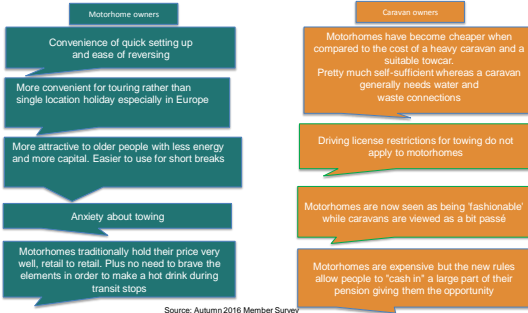 Motorhome owners
Convenience of quick setting up
and ease of reversing
More convenient for touring rather than
single location holiday especially in Europe
More attractive to older people with less energy
and more capital. Easier to use for short breaks
Anxiety about towing
Motorhomes traditionally hold their price very
well, retail to retail. Plus no need to brave the
elements in order to make a hot drink during
transit stops
Caravan owners
Motorhomes have become cheaper when
compared to the cost of a heavy caravan and a
suitable towcar.
Pretty much self-sufficient whereas a caravan
generally needs water and
waste connections
Driving license restrictions for towing do not
apply to motorhomes
Motorhomes are now seen as being 'fashionable'
while caravans are viewed as a bit passé
Motorhomes are expensive but the new rules
allow people to "cash in" a large part of their
pension giving them the opportunity
Source: Autumn 2016 Member Survey